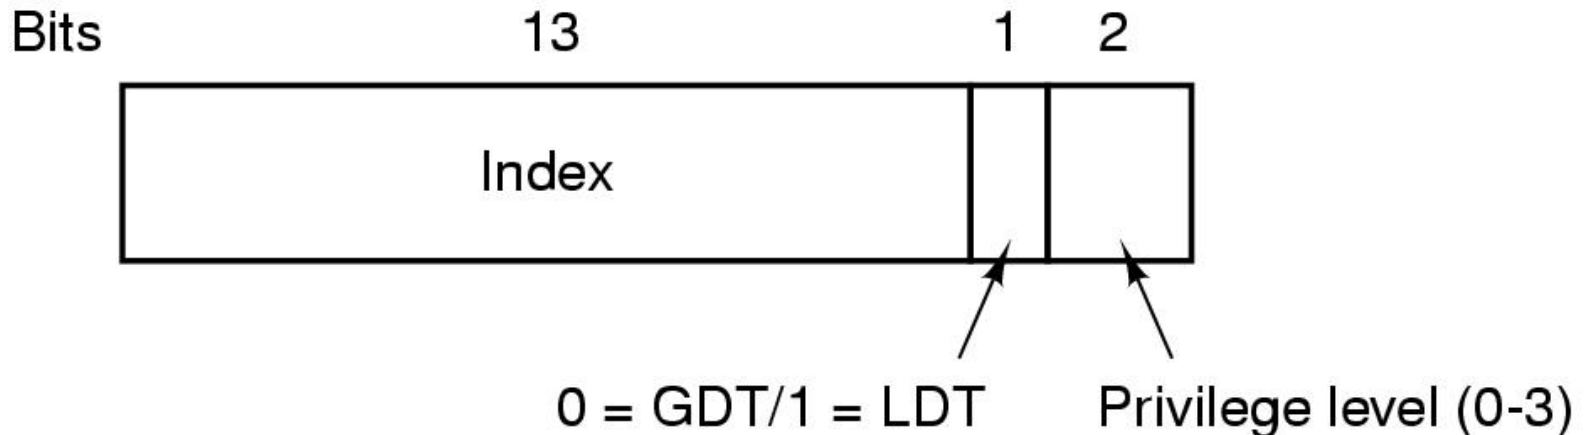 Bits 13 1 2
Index
0 = GDT/1 = LDT Privilege level (0-3)